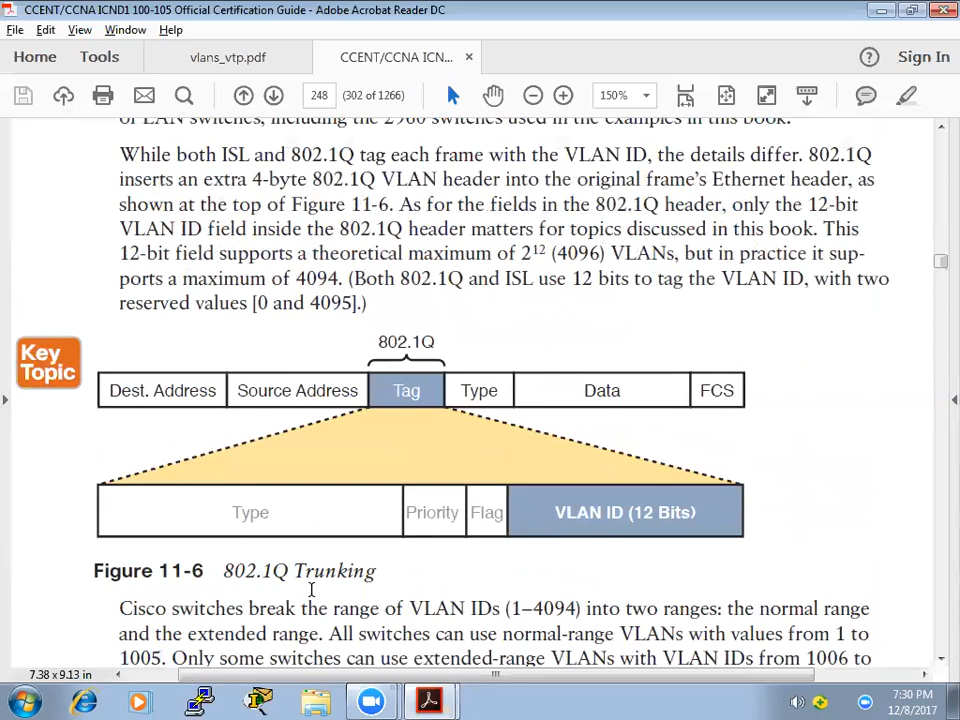 CCENT/CCNA ICND1 100-105 Official Certification Guide - Adobe Acrobat Reader DC
File Edit View Window Help
Home Tools vlans_vtp.pdf CCENT/CCNA ICN... × ? Sign In
248 (302 of 1266) 150%
of LAN switches, including the 2960 switches used in the examples in this book.
While both ISL and 802.1Q tag each frame with the VLAN ID, the details differ. 802.1Q
inserts an extra 4-byte 802.1Q VLAN header into the original frame's Ethernet header, as
shown at the top of Figure 11-6. As for the fields in the 802.1Q header, only the 12-bit
VLAN ID field inside the 802.1Q header matters for topics discussed in this book. This
12-bit field supports a theoretical maximum of 2¹² (4096) VLANs, but in practice it sup-
ports a maximum of 4094. (Both 802.1Q and ISL use 12 bits to tag the VLAN ID, with two
reserved values [0 and 4095].)
Key
Topic
802.1Q
Dest. Address Source Address Tag Type Data FCS
Type Priority Flag VLAN ID (12 Bits)
Figure 11-6 802.1Q Trunking
Cisco switches break the range of VLAN IDs (1–4094) into two ranges: the normal range
and the extended range. All switches can use normal-range VLANs with values from 1 to
1005. Only some switches can use extended-range VLANs with VLAN IDs from 1006 to
7.38 x 9.13 in
7:30 PM
12/8/2017